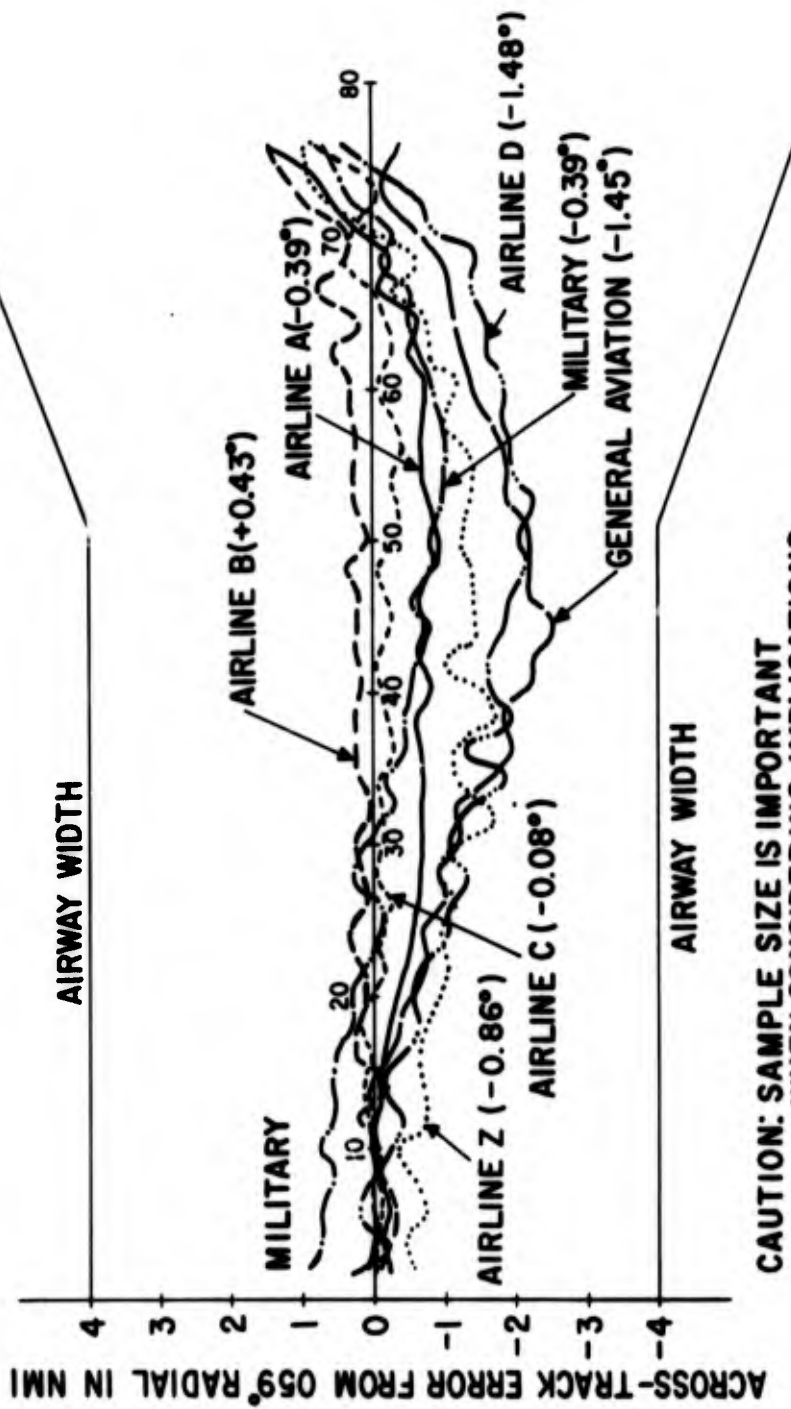 AIRWAY WIDTH
AIRLINE B(+0.43°)
AIRLINE A(-0.39°)
MILITARY
4
3
2
1
0
-1
-2
-3
-4
10
20
30
40
50
60
70
80
ACROSS-TRACK ERROR FROM 059° RADIAL IN NMI
AIRLINE Z (-0.86°)
AIRLINE C (-0.08°)
AIRLINE D (-1.48°)
MILITARY (-0.39°)
GENERAL AVIATION (-1.45°)
AIRWAY WIDTH
CAUTION: SAMPLE SIZE IS IMPORTANT